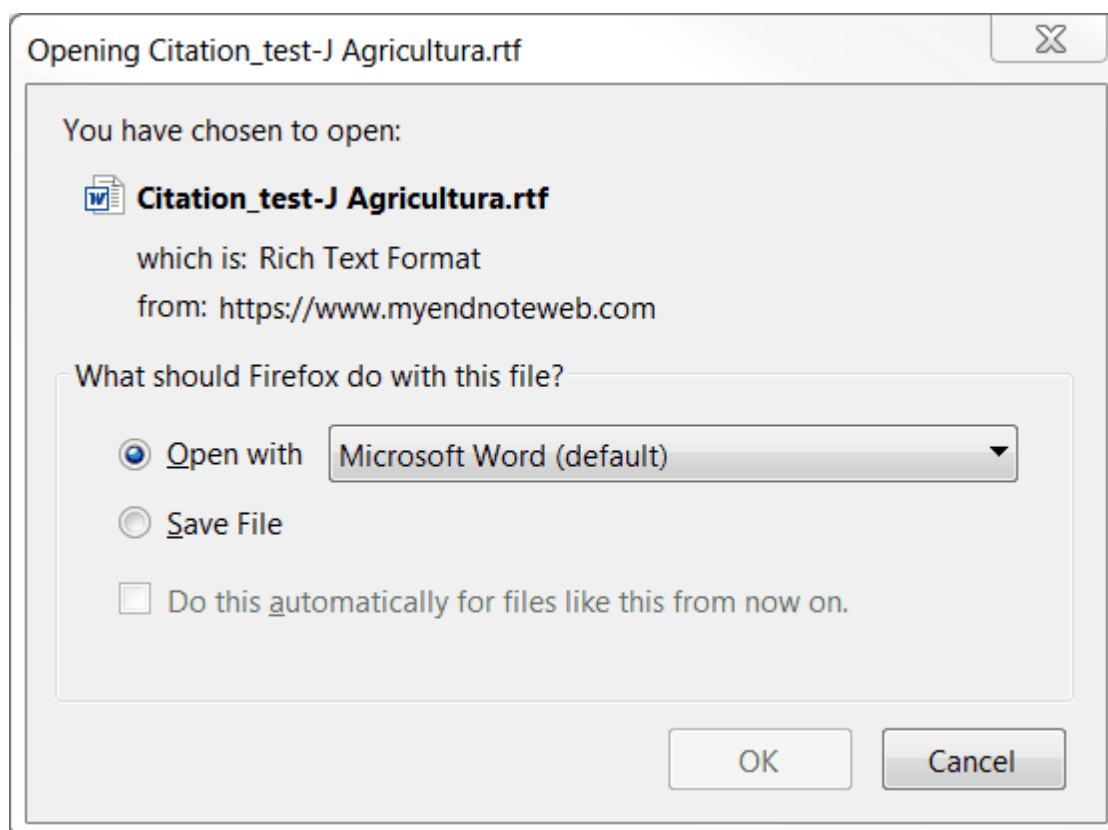 Opening Citation_test-J Agricultura.rtf
You have chosen to open:
Citation_test-J Agricultura.rtf
which is: Rich Text Format
from: https://www.myendnoteweb.com
What should Firefox do with this file?
Open with Microsoft Word (default)
Save File
Do this automatically for files like this from now on.
OK Cancel